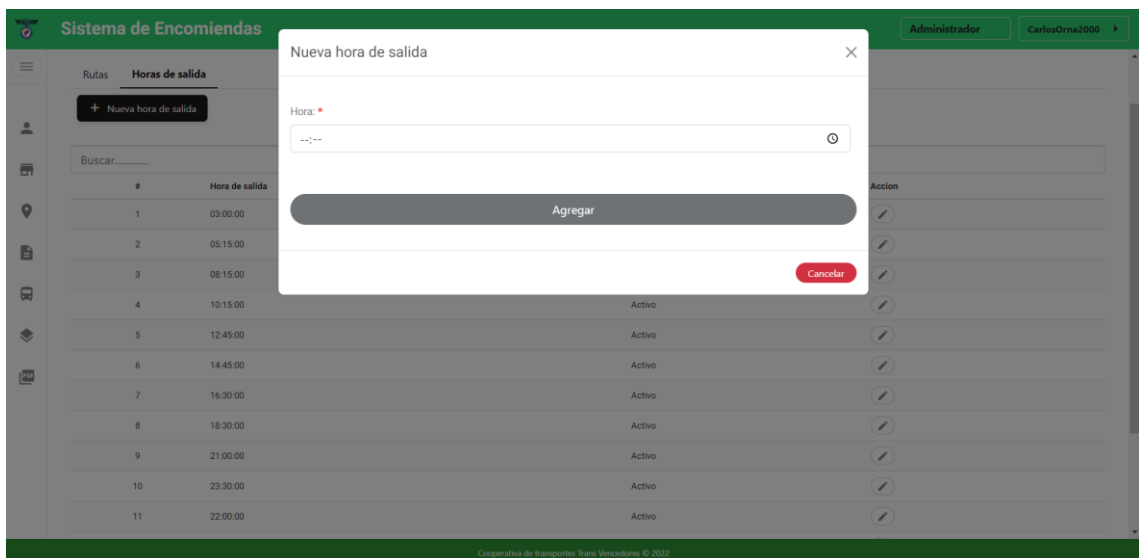 Sistema de Encomiendas
Administrador
CarlosOrna2000
Nueva hora de salida
Rutas Horas de salida
+ Nueva hora de salida
Hora: *
--:--
Buscar............
# Hora de salida Accion
1 03:00:00
Agregar
2 05:15:00
3 08:15:00
Cancelar
4 10:15:00 Activo
5 12:45:00 Activo
6 14:45:00 Activo
7 16:30:00 Activo
8 18:30:00 Activo
9 21:00:00 Activo
10 23:30:00 Activo
11 22:00:00 Activo
PDF
Cooperativa de transportes Trans Vencedores © 2022